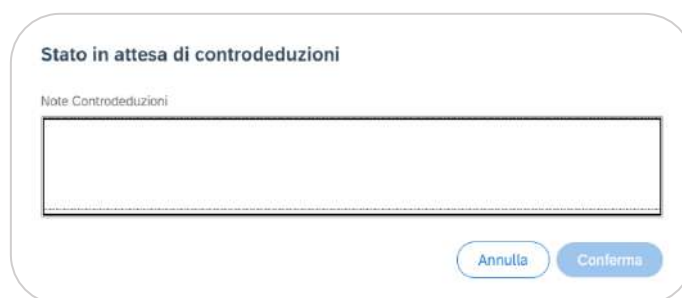 Stato in attesa di controdeduzioni
Note Controdeduzioni
Annulla
Conferma